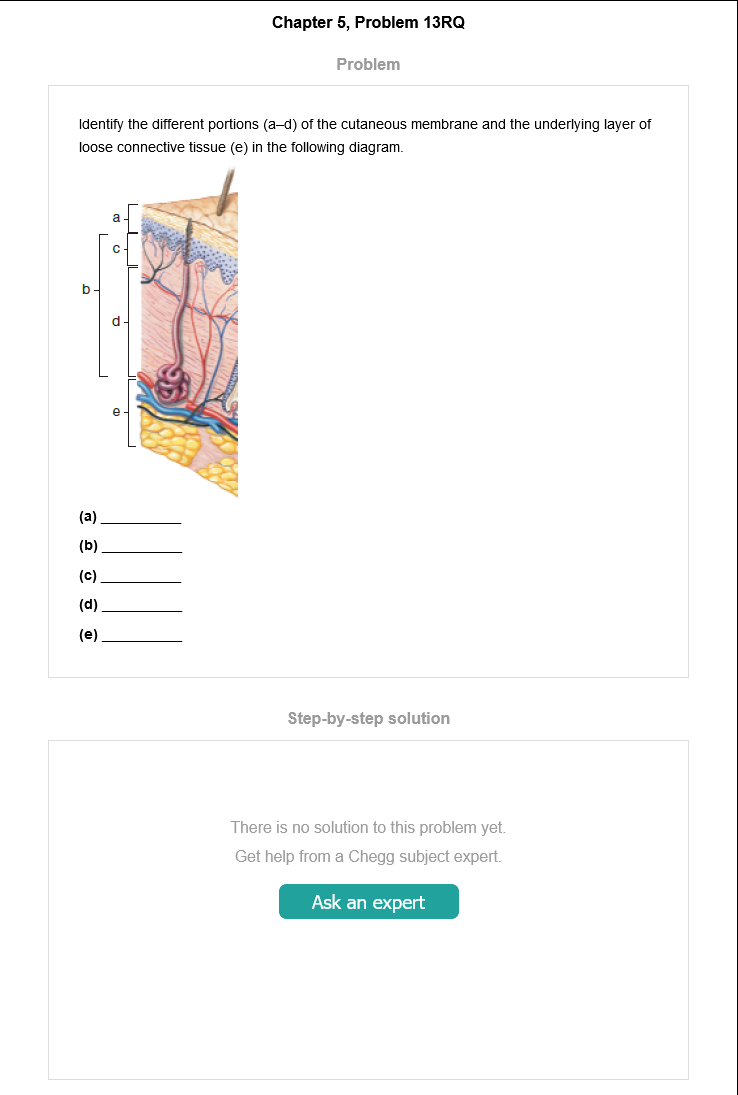 Chapter 5, Problem 13RQ
Problem
Identify the different portions (a–d) of the cutaneous membrane and the underlying layer of
loose connective tissue (e) in the following diagram.
a
c
b
d
e
(a) __________
(b) __________
(c) __________
(d) __________
(e) __________
Step-by-step solution
There is no solution to this problem yet.
Get help from a Chegg subject expert.
Ask an expert